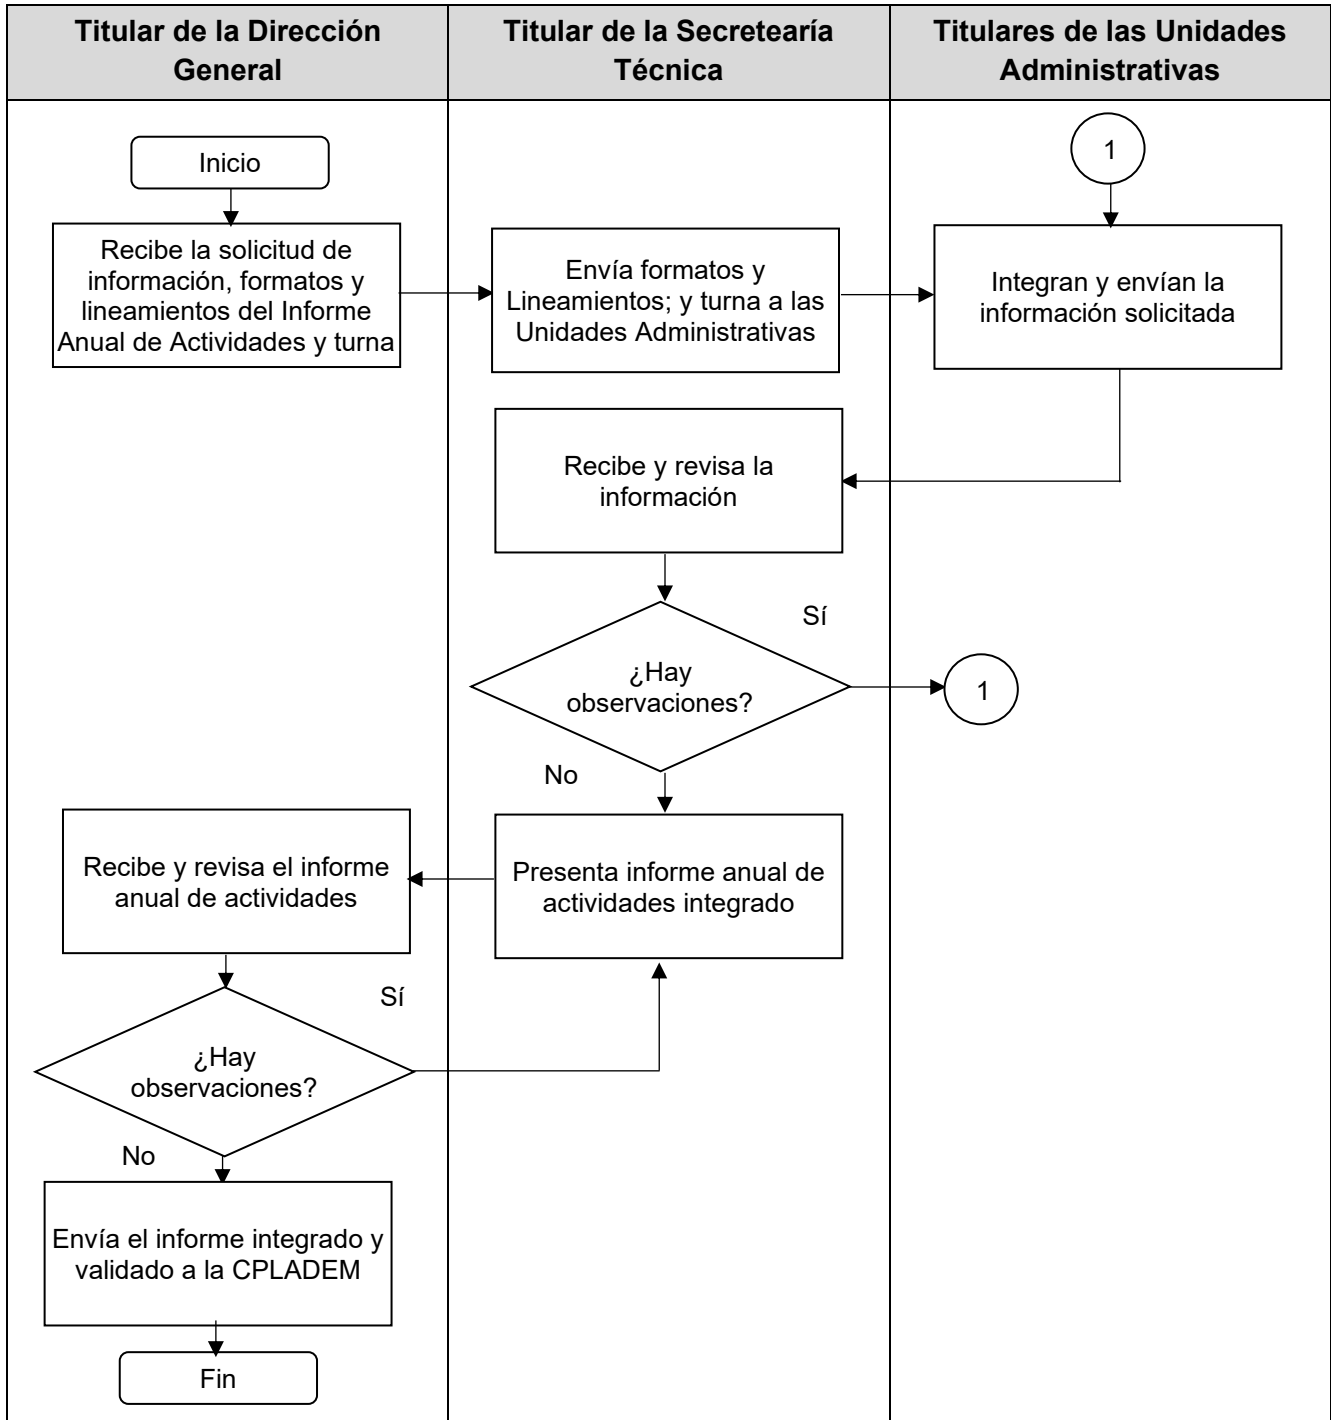 Titular de la Dirección
General
Titular de la Secretearía
Técnica
Titulares de las Unidades
Administrativas
Inicio
1
Recibe la solicitud de
información, formatos y
lineamientos del Informe
Anual de Actividades y turna
Envía formatos y
Lineamientos; y turna a las
Unidades Administrativas
Integran y envían la
información solicitada
Recibe y revisa la
información
Sí
¿Hay
observaciones?
1
No
Presenta informe anual de
actividades integrado
Recibe y revisa el informe
anual de actividades
Sí
¿Hay
observaciones?
No
Envía el informe integrado y
validado a la CPLADEM
Fin